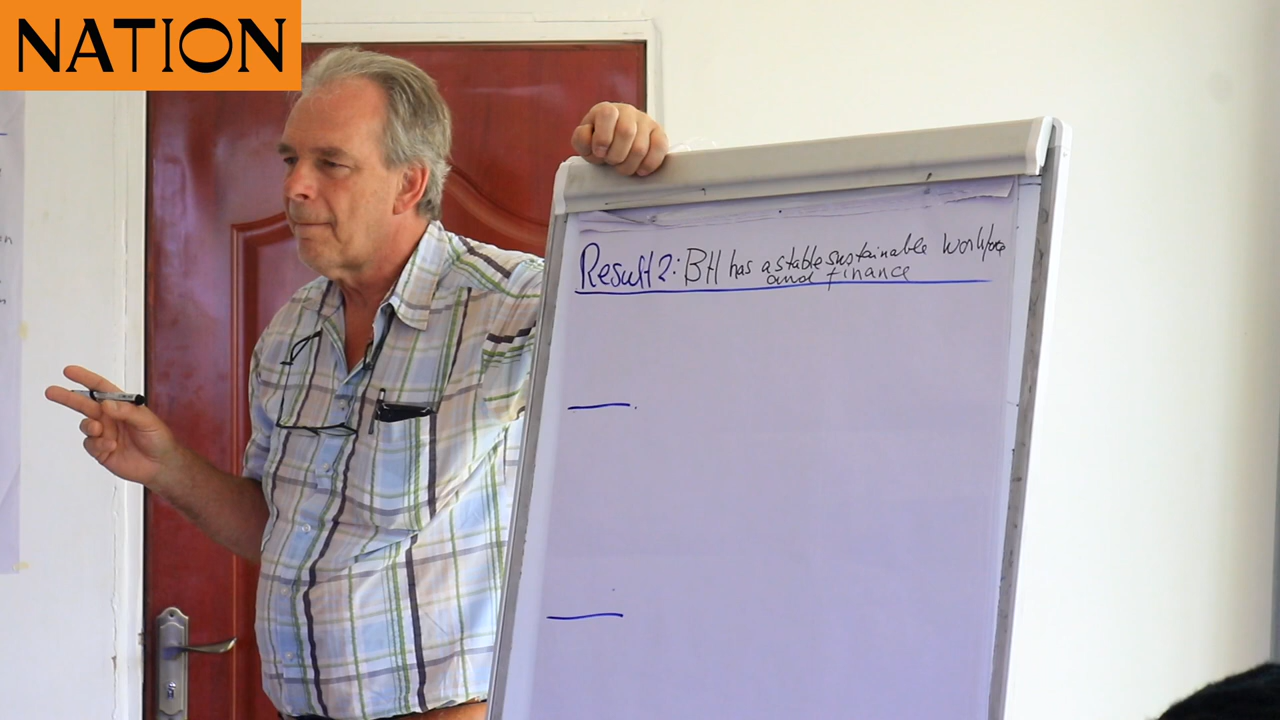 NATION
Result 2: BH has a stable sustainable workforce
and finance